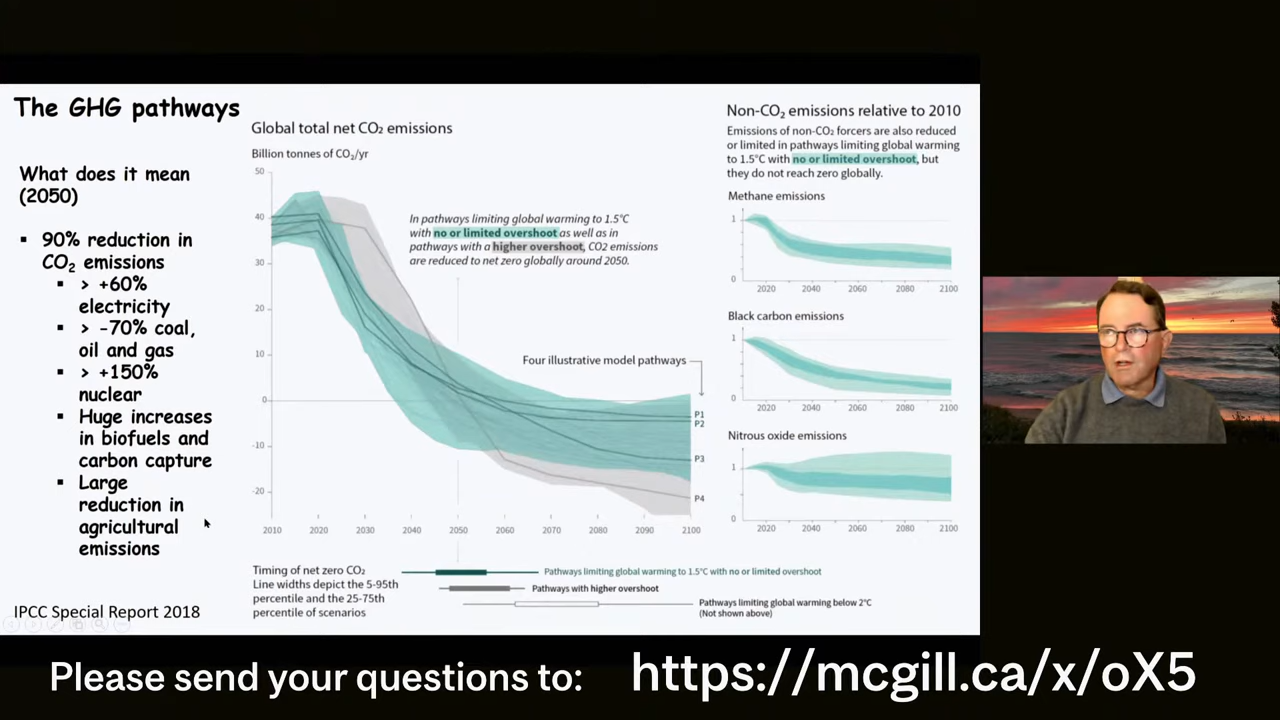 The GHG pathways
What does it mean
(2050)
▪ 90% reduction in
CO₂ emissions
▪ > +60%
electricity
▪ > -70% coal,
oil and gas
▪ > +150%
nuclear
▪ Huge increases
in biofuels and
carbon capture
▪ Large
reduction in
agricultural
emissions
IPCC Special Report 2018
Global total net CO₂ emissions
Billion tonnes of CO₂/yr
50
40
30
20
10
0
-10
-20
2010 2020 2030 2040 2050 2060 2070 2080 2090 2100
In pathways limiting global warming to 1.5°C
with no or limited overshoot as well as in
pathways with a higher overshoot, CO2 emissions
are reduced to net zero globally around 2050.
Four illustrative model pathways
P1
P2
P3
P4
Timing of net zero CO₂
Line widths depict the 5-95th
percentile and the 25-75th
percentile of scenarios
Pathways limiting global warming to 1.5°C with no or limited overshoot
Pathways with higher overshoot
Pathways limiting global warming below 2°C
(Not shown above)
Non-CO₂ emissions relative to 2010
Emissions of non-CO₂ forcers are also reduced
or limited in pathways limiting global warming
to 1.5°C with no or limited overshoot, but
they do not reach zero globally.
Methane emissions
1
0
2020 2040 2060 2080 2100
Black carbon emissions
1
0
2020 2040 2060 2080 2100
Nitrous oxide emissions
1
0
2020 2040 2060 2080 2100
Please send your questions to: https://mcgill.ca/x/oX5